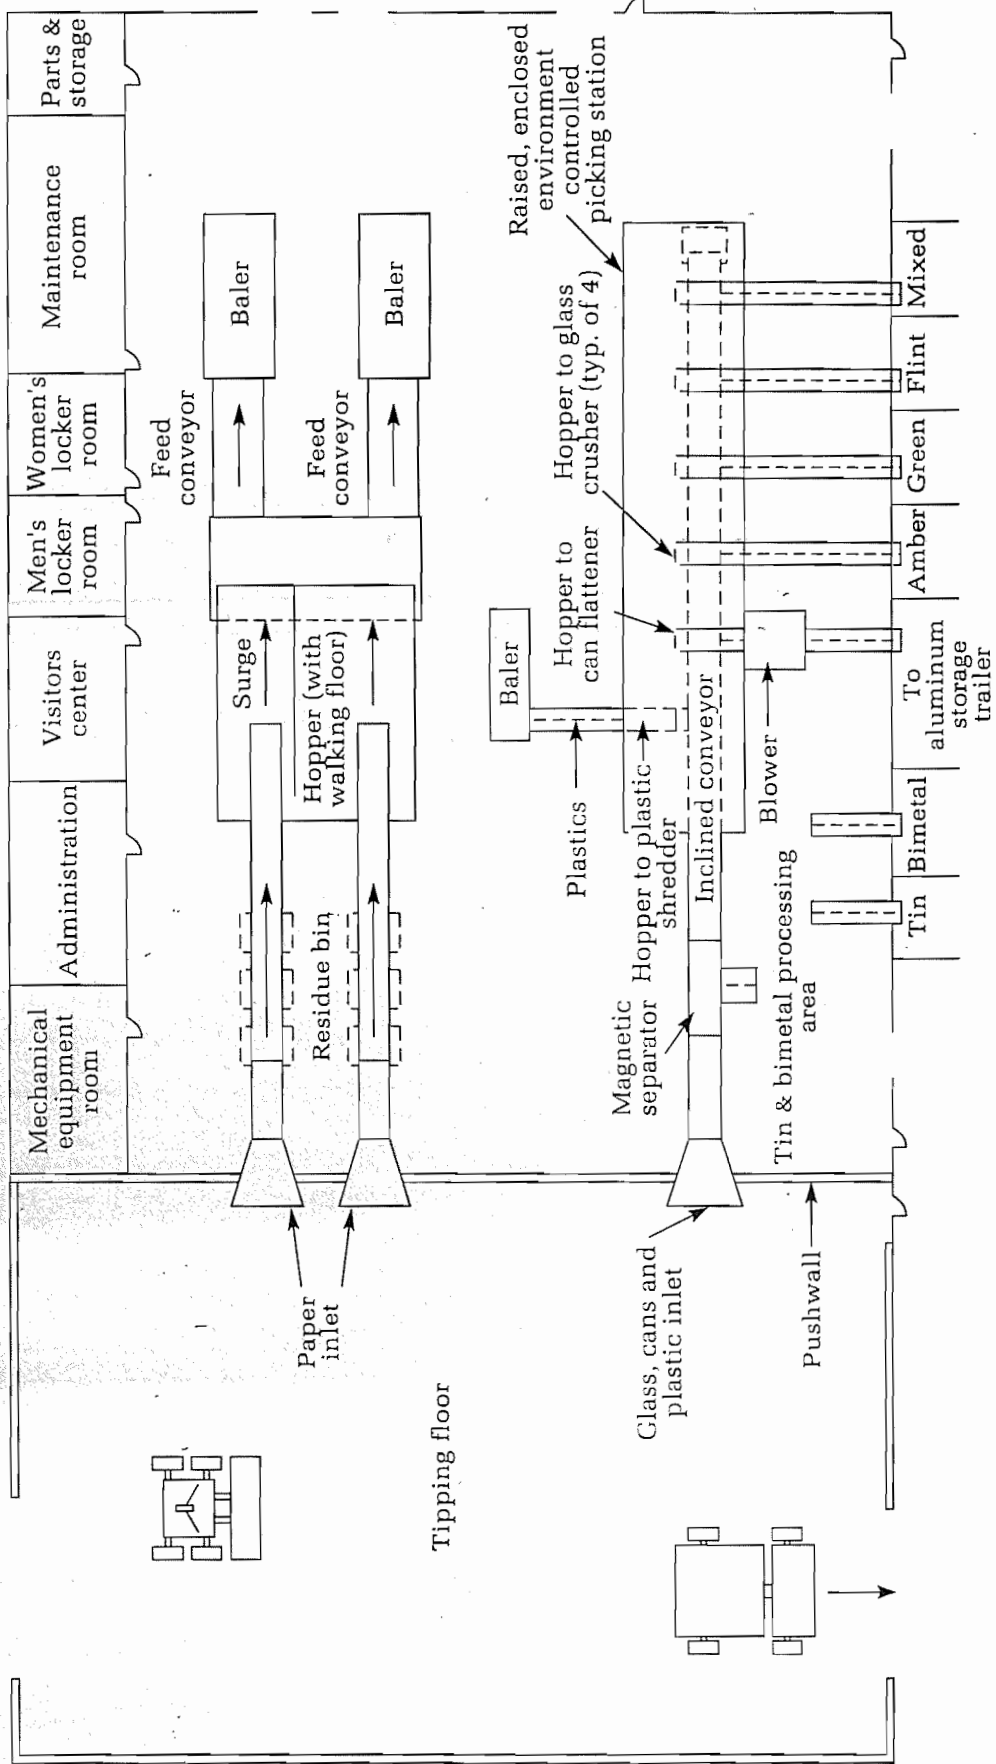 Mechanical
equipment
room
Administration
Visitors
center
Men's
locker
room
Women's
locker
room
Maintenance
room
Parts &
storage
Feed
conveyor
Baler
Surge
Hopper (with
walking floor)
Feed
conveyor
Baler
Residue bin
Paper
inlet
Tipping floor
Baler
Plastics
Hopper to plastic
shredder
Hopper to
can flattener
Hopper to glass
crusher (typ. of 4)
Raised, enclosed
environment
controlled
picking station
Magnetic
separator
Inclined conveyor
Blower
Glass, cans and
plastic inlet
Tin & bimetal processing
area
Pushwall
Tin
Bimetal
To
aluminum
storage
trailer
Amber
Green
Flint
Mixed